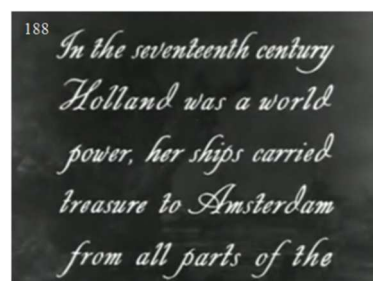 188
In the seventeenth century
Holland was a world
power, her ships carried
treasure to Amsterdam
from all parts of the